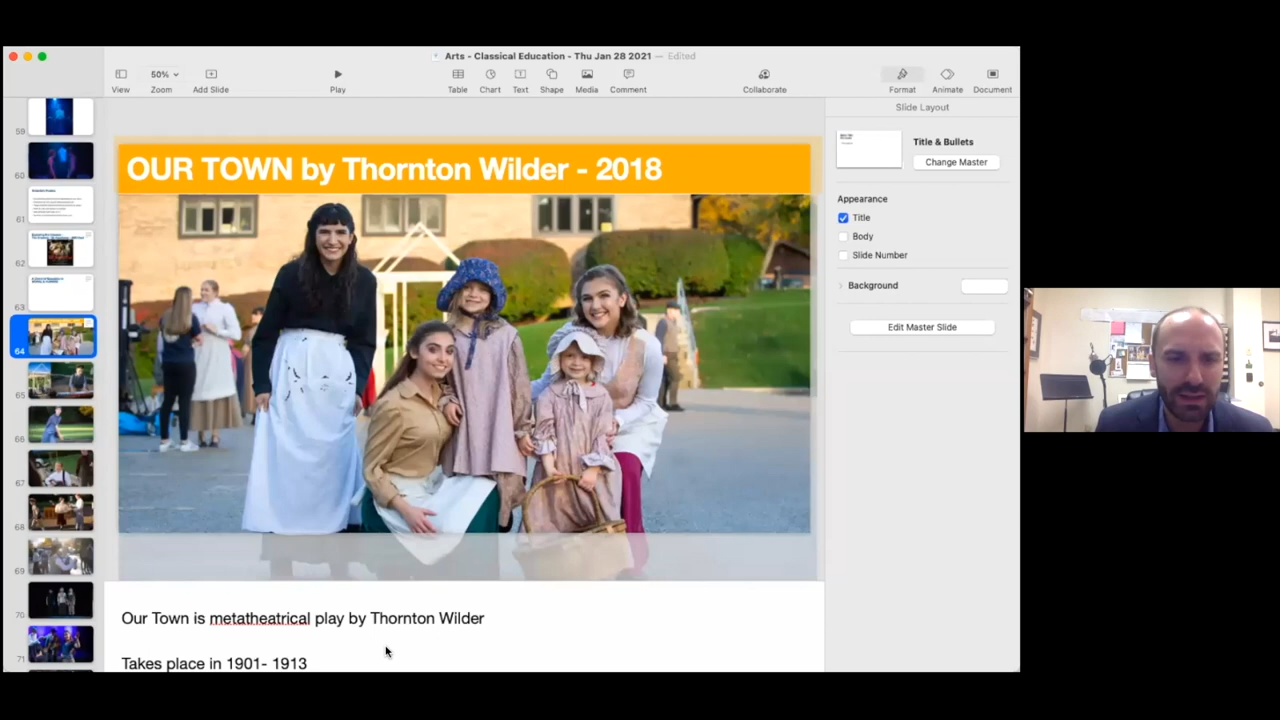 Arts - Classical Education - Thu Jan 28 2021 — Edited
50%
View
Zoom
Add Slide
Play
Table
Chart
Text
Shape
Media
Comment
Collaborate
Format
Animate
Document
Slide Layout
Title & Bullets
Change Master
Appearance
Title
Body
Slide Number
Background
Edit Master Slide
59
60
61
62
63
64
65
66
67
68
69
70
71
OUR TOWN by Thornton Wilder - 2018
Our Town is metatheatrical play by Thornton Wilder
Takes place in 1901- 1913